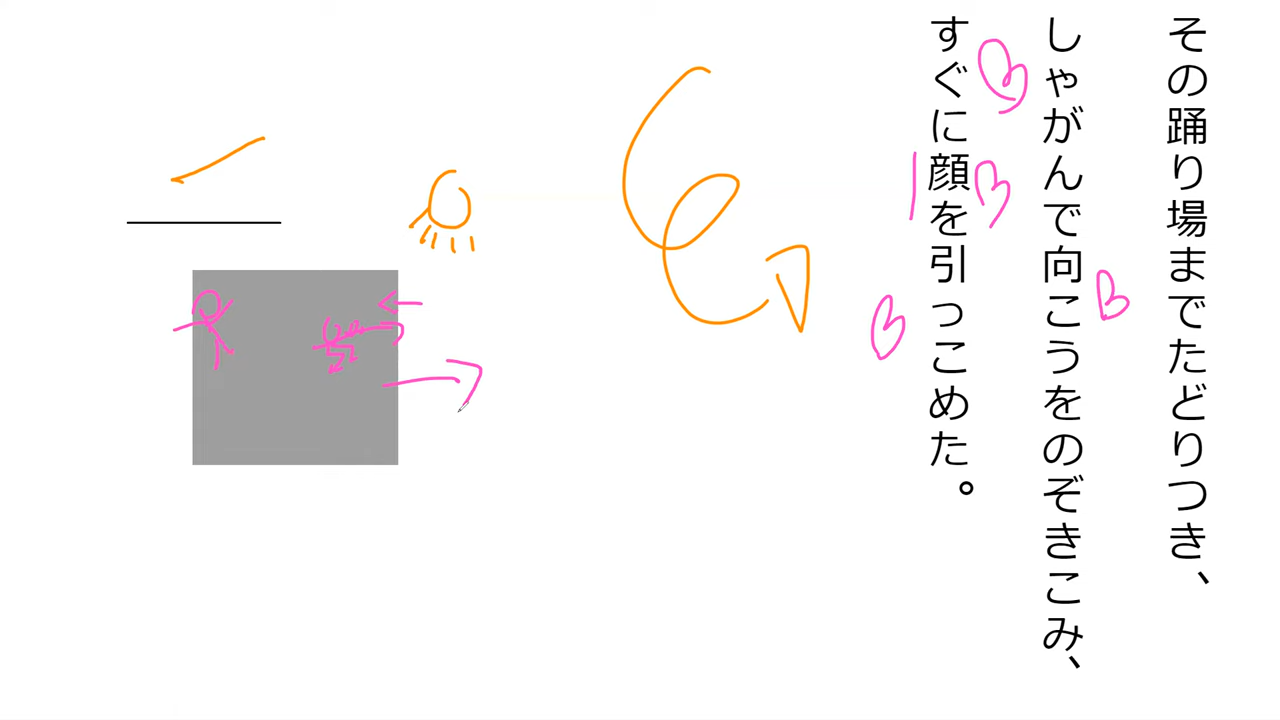 その踊り場までたどりつき、
しゃがんで向こうをのぞきこみ、
すぐに顔を引っこめた。